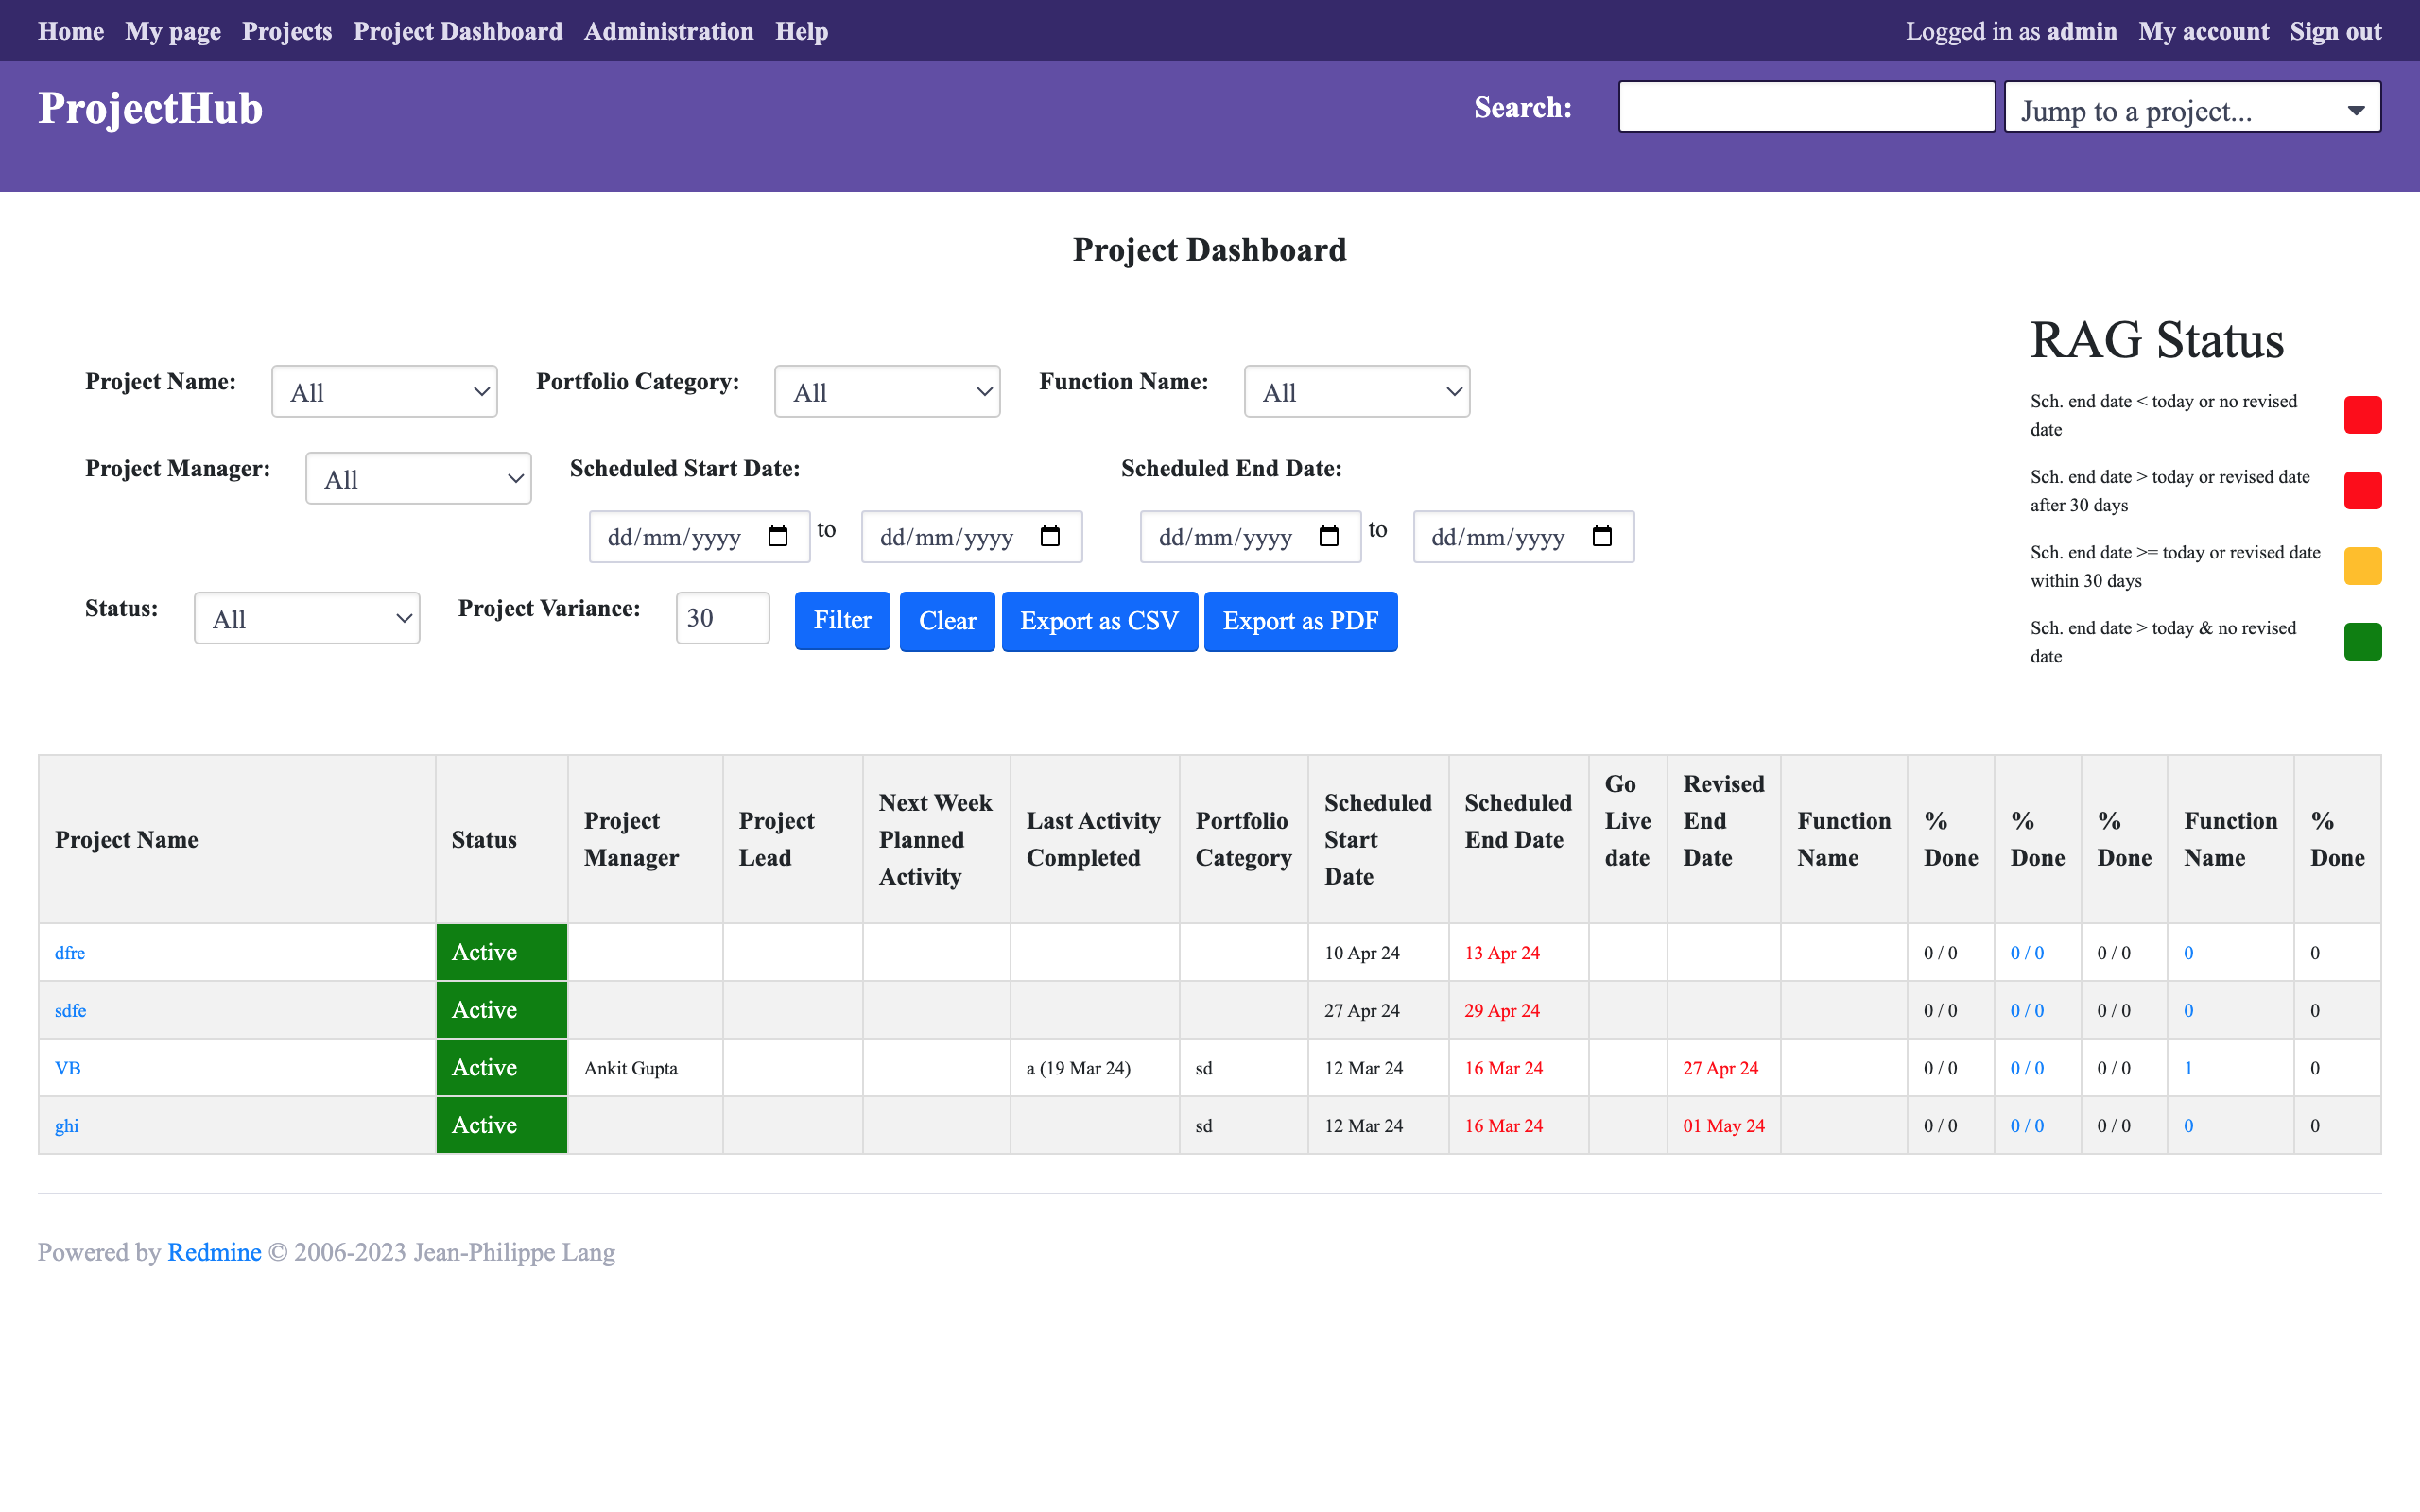 Home My page Projects Project Dashboard Administration Help Logged in as admin My account Sign out
ProjectHub Search: Jump to a project...
Project Dashboard
RAG Status
Project Name: All Portfolio Category: All Function Name: All
Sch. end date < today or no revised
date
Project Manager: All Scheduled Start Date: Scheduled End Date:
Sch. end date > today or revised date
after 30 days
dd/mm/yyyy to dd/mm/yyyy dd/mm/yyyy to dd/mm/yyyy
Sch. end date >= today or revised date
within 30 days
Status: All Project Variance: 30 Filter Clear Export as CSV Export as PDF
Sch. end date > today & no revised
date
Project Name
Status
Project
Manager
Project
Lead
Next Week
Planned
Activity
Last Activity
Completed
Portfolio
Category
Scheduled
Start
Date
Scheduled
End Date
Go
Live
date
Revised
End
Date
Function
Name
%
Done
%
Done
%
Done
Function
Name
%
Done
dfre Active 10 Apr 24 13 Apr 24 0 / 0 0 / 0 0 / 0 0 0
sdfe Active 27 Apr 24 29 Apr 24 0 / 0 0 / 0 0 / 0 0 0
VB Active Ankit Gupta a (19 Mar 24) sd 12 Mar 24 16 Mar 24 27 Apr 24 0 / 0 0 / 0 0 / 0 1 0
ghi Active sd 12 Mar 24 16 Mar 24 01 May 24 0 / 0 0 / 0 0 / 0 0 0
Powered by Redmine © 2006-2023 Jean-Philippe Lang